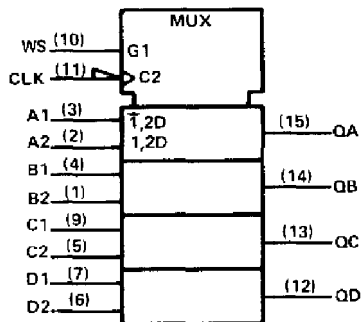 MUX
WS (10) G1
CLK (11) C2
A1 (3) 1̅,2D
(15) QA
A2 (2) 1,2D
B1 (4)
(14) QB
B2 (1)
C1 (9)
(13) QC
C2 (5)
D1 (7)
(12) QD
D2 (6)